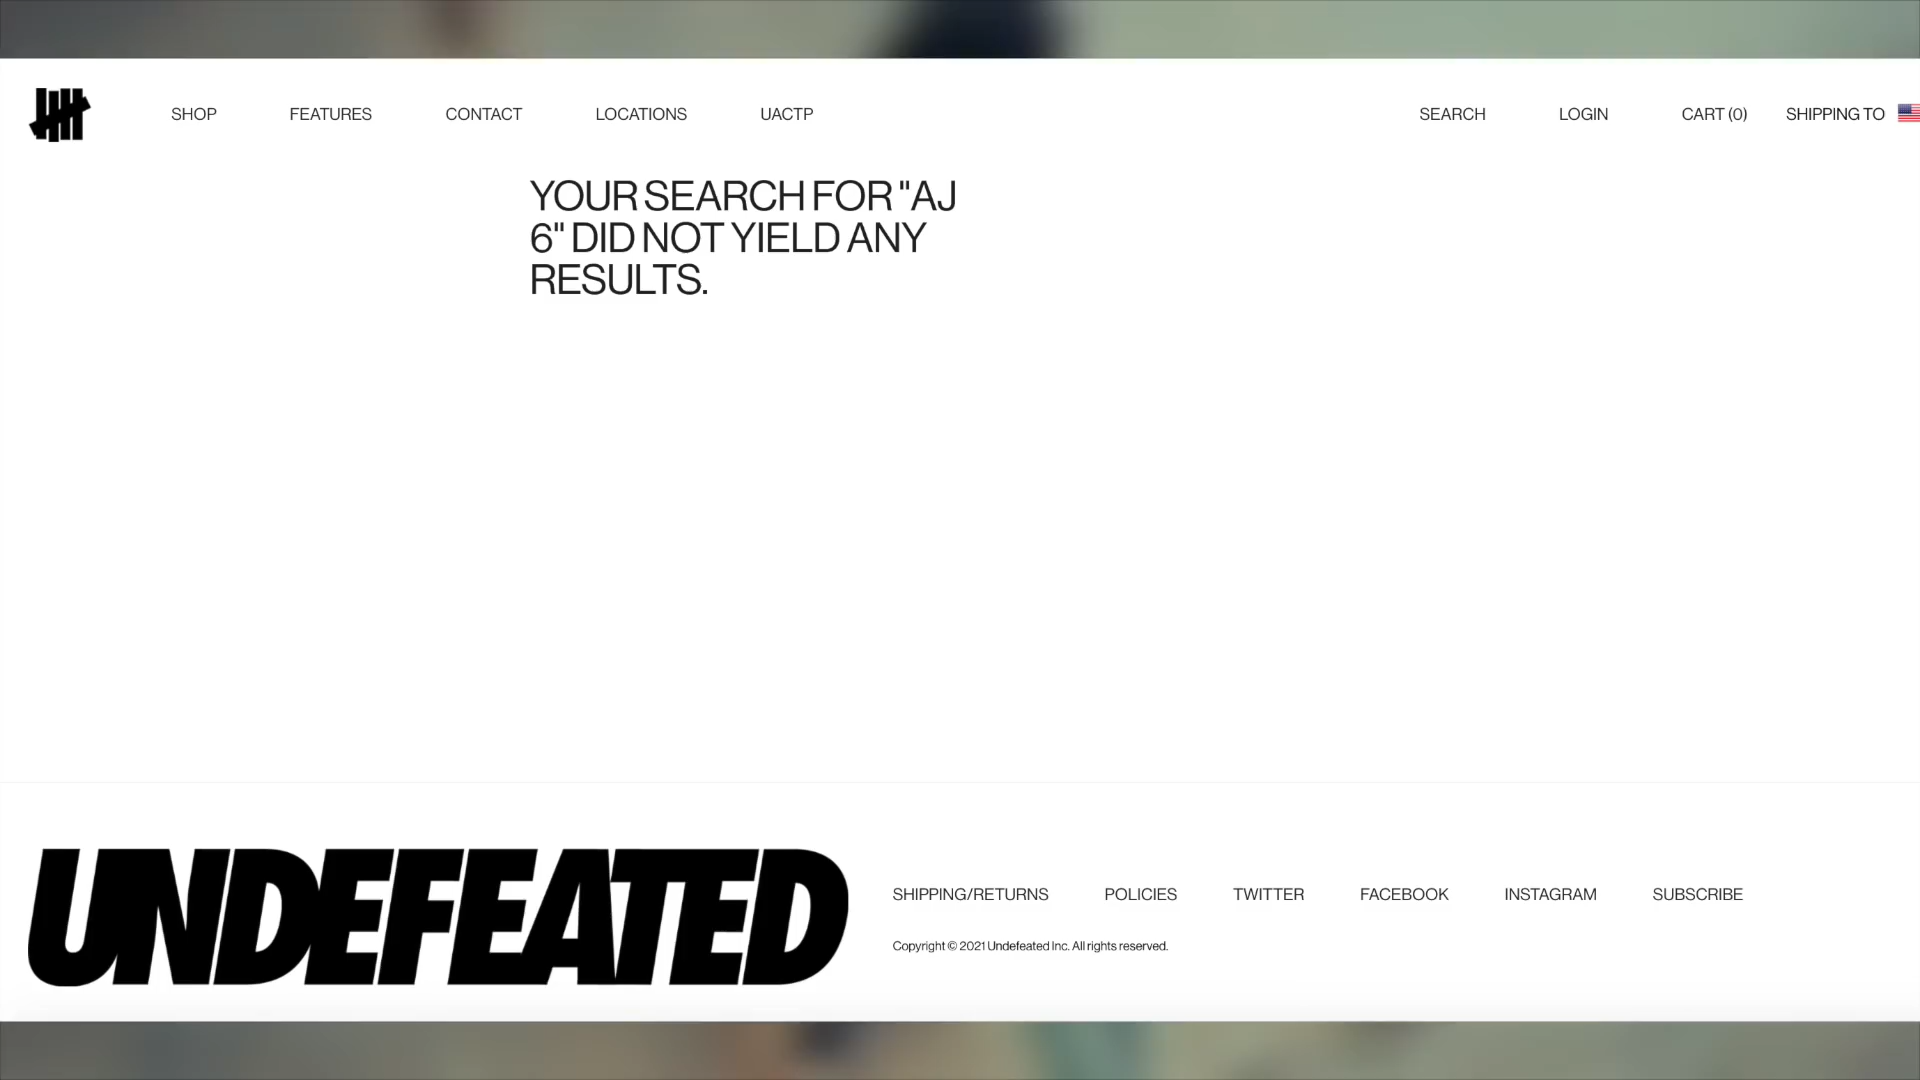 SHOP FEATURES CONTACT LOCATIONS UACTP SEARCH LOGIN CART (0) SHIPPING TO
YOUR SEARCH FOR "AJ
6" DID NOT YIELD ANY
RESULTS.
UNDEFEATED
SHIPPING/RETURNS POLICIES TWITTER FACEBOOK INSTAGRAM SUBSCRIBE
Copyright © 2021 Undefeated Inc. All rights reserved.